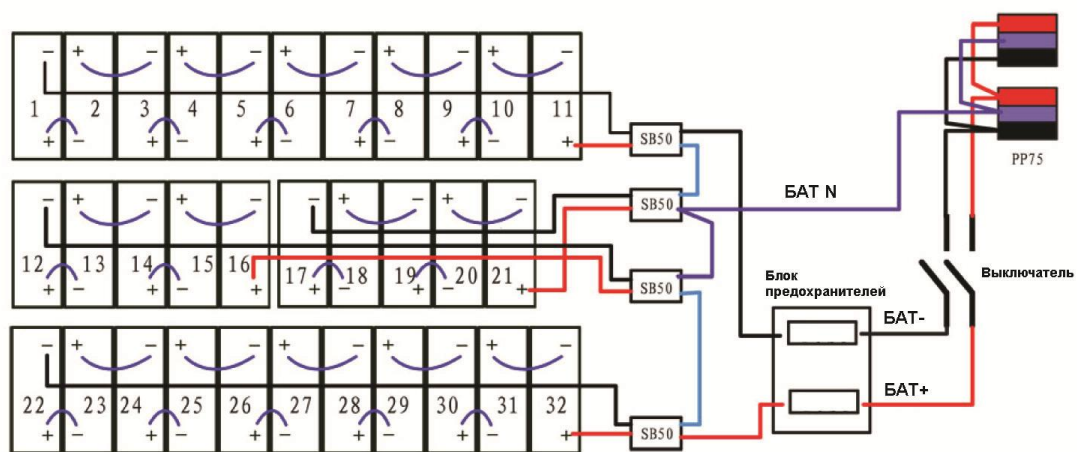 − + − + − + − + − + −
1 2 3 4 5 6 7 8 9 10 11
+ − + − + − + − + − +
SB50
PP75
− + − + − − + − + −
SB50
БАТ N
12 13 14 15 16 17 18 19 20 21
+ − + − + + − + − +
SB50
Блок
предохранителей
Выключатель
БАТ-
− + − + − + − + − + −
22 23 24 25 26 27 28 29 30 31 32
+ − + − + − + − + − +
БАТ+
SB50